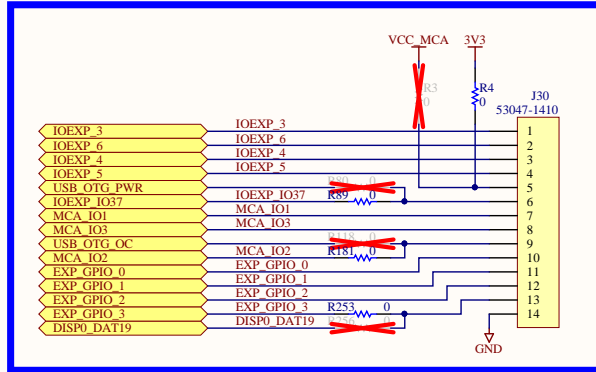 VCC_MCA 3V3
R3 0
R4 0
J30
53047-1410
IOEXP_3 IOEXP_3 1
IOEXP_6 IOEXP_6 2
IOEXP_4 IOEXP_4 3
IOEXP_5 IOEXP_5 4
USB_OTG_PWR R80 0 5
IOEXP_IO37 IOEXP_IO37 R89 0 6
MCA_IO1 MCA_IO1 7
MCA_IO3 MCA_IO3 8
USB_OTG_OC R118 0 9
MCA_IO2 MCA_IO2 R181 0 10
EXP_GPIO_0 EXP_GPIO_0 11
EXP_GPIO_1 EXP_GPIO_1 12
EXP_GPIO_2 EXP_GPIO_2 13
EXP_GPIO_3 EXP_GPIO_3 R253 0 14
DISP0_DAT19 DISP0_DAT19 R256 0
GND